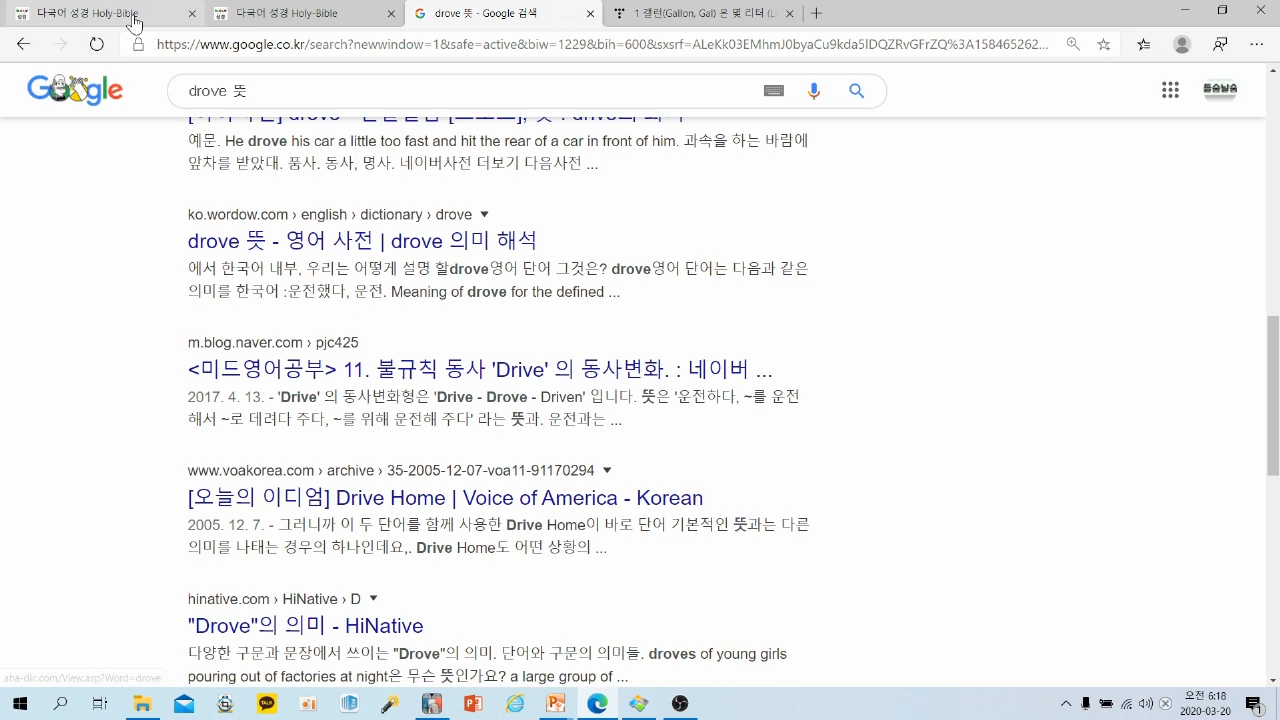 다국어 성경 Holy-Bible
다국어 성경 Holy-Bible
drove 뜻 - Google 검색
1 갤런(Gallon, Gal) 은 몇 리터 (L
https://www.google.co.kr/search?newwindow=1&safe=active&biw=1229&bih=600&sxsrf=ALeKk03EMhmJ0byaCu9kda5lDQZRvGFrZQ%3A158465262...
Google
drove 뜻
돌숨날숨
예문. He drove his car a little too fast and hit the rear of a car in front of him. 과속을 하는 바람에
앞차를 받았대. 품사. 동사, 명사. 네이버사전 더보기 다음사전 ...
ko.wordow.com › english › dictionary › drove
drove 뜻 - 영어 사전 | drove 의미 해석
에서 한국어 내부, 우리는 어떻게 설명 할drove영어 단어 그것은? drove영어 단어는 다음과 같은
의미를 한국어 :운전했다, 운전. Meaning of drove for the defined ...
m.blog.naver.com › pjc425
<미드영어공부> 11. 불규칙 동사 'Drive' 의 동사변화. : 네이버 ...
2017. 4. 13. - 'Drive' 의 동사변화형은 'Drive - Drove - Driven' 입니다. 뜻은 '운전하다, ~를 운전
해서 ~로 데려다 주다, ~를 위해 운전해 주다' 라는 뜻과. 운전과는 ...
www.voakorea.com › archive › 35-2005-12-07-voa11-91170294
[오늘의 이디엄] Drive Home | Voice of America - Korean
2005. 12. 7. - 그러니까 이 두 단어를 함께 사용한 Drive Home이 바로 단어 기본적인 뜻과는 다른
의미를 나태는 경우의 하나인데요,. Drive Home도 어떤 상황의 ...
hinative.com › HiNative › D
"Drove"의 의미 - HiNative
다양한 구문과 문장에서 쓰이는 "Drove"의 의미. 단어와 구문의 의미들. droves of young girls
pouring out of factories at night은 무슨 뜻인가요? a large group of ...
aha-dic.com/View.asp?Word=drove
오전 6:18
2020-03-20